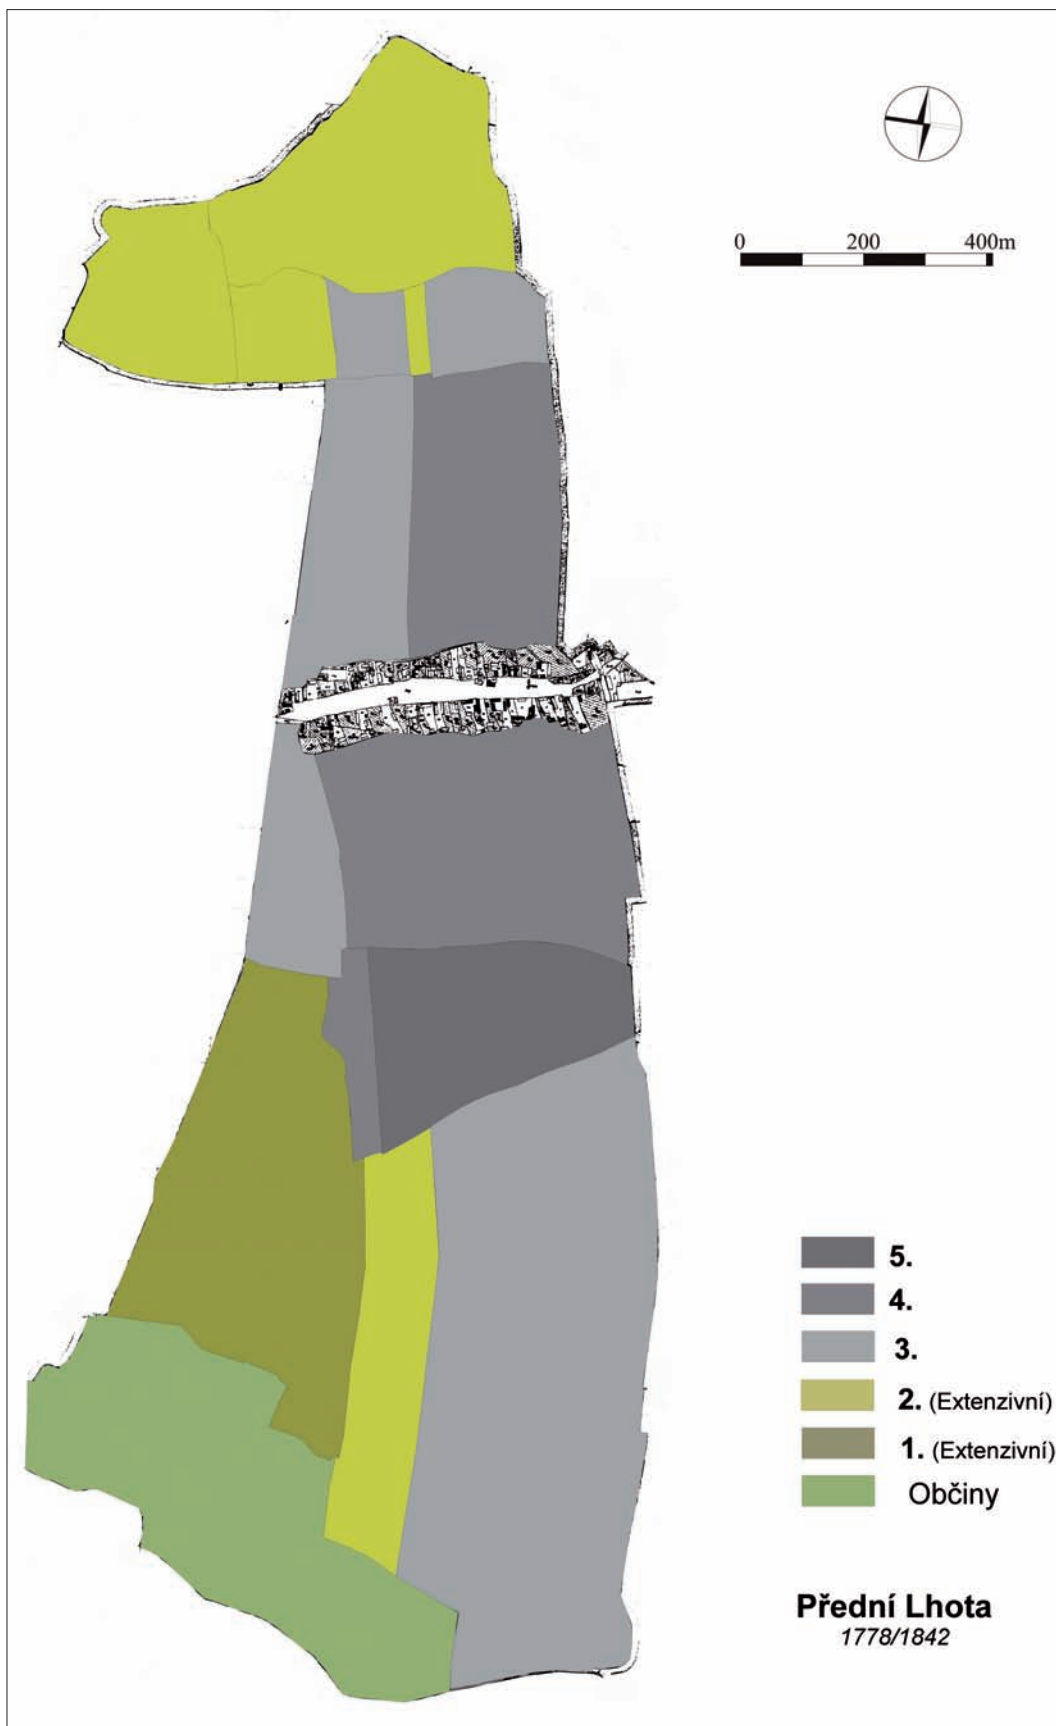 0 200 400m
5.
4.
3.
2. (Extenzivní)
1. (Extenzivní)
Občiny
Přední Lhota
1778/1842